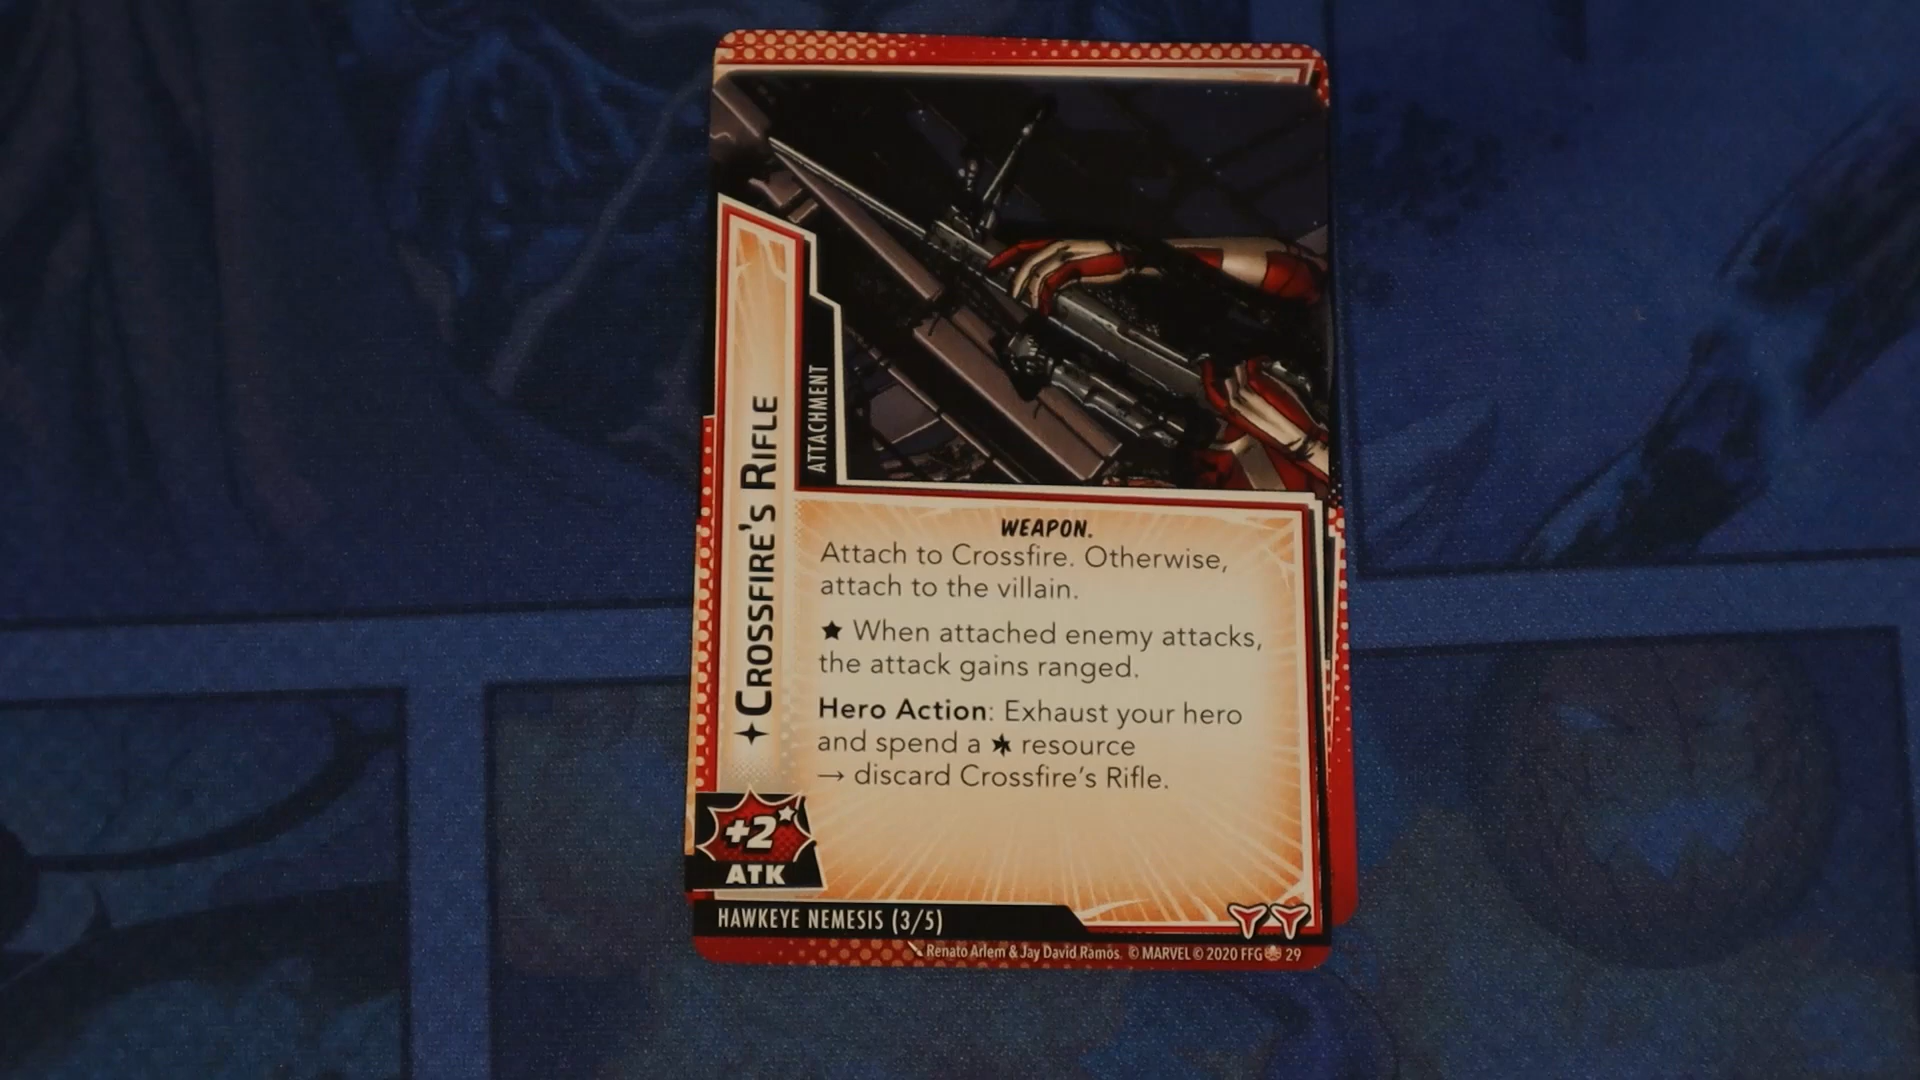 CROSSFIRE'S RIFLE
ATTACHMENT
WEAPON.
Attach to Crossfire. Otherwise,
attach to the villain.
★ When attached enemy attacks,
the attack gains ranged.
Hero Action: Exhaust your hero
and spend a resource
→ discard Crossfire's Rifle.
+2★
ATK
HAWKEYE NEMESIS (3/5)
Renato Arlem & Jay David Ramos. © MARVEL © 2020 FFG 29